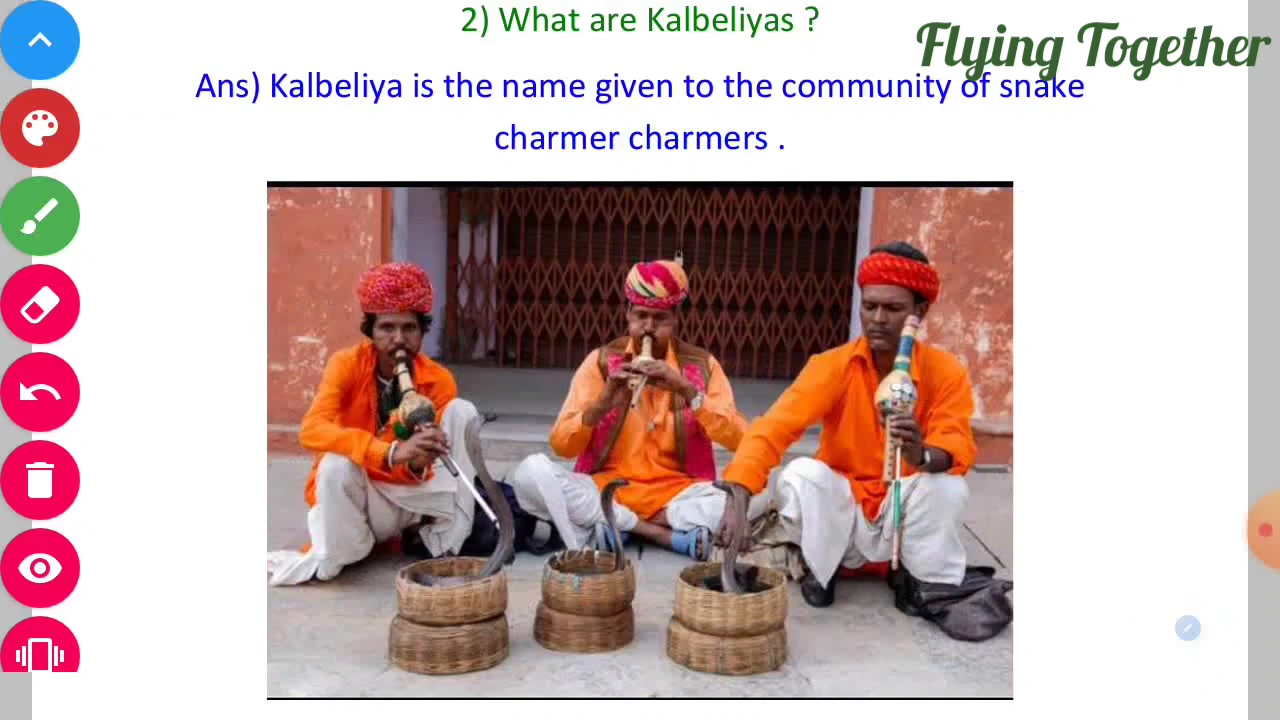 2) What are Kalbeliyas ?
Flying Together
Ans) Kalbeliya is the name given to the community of snake
charmer charmers .